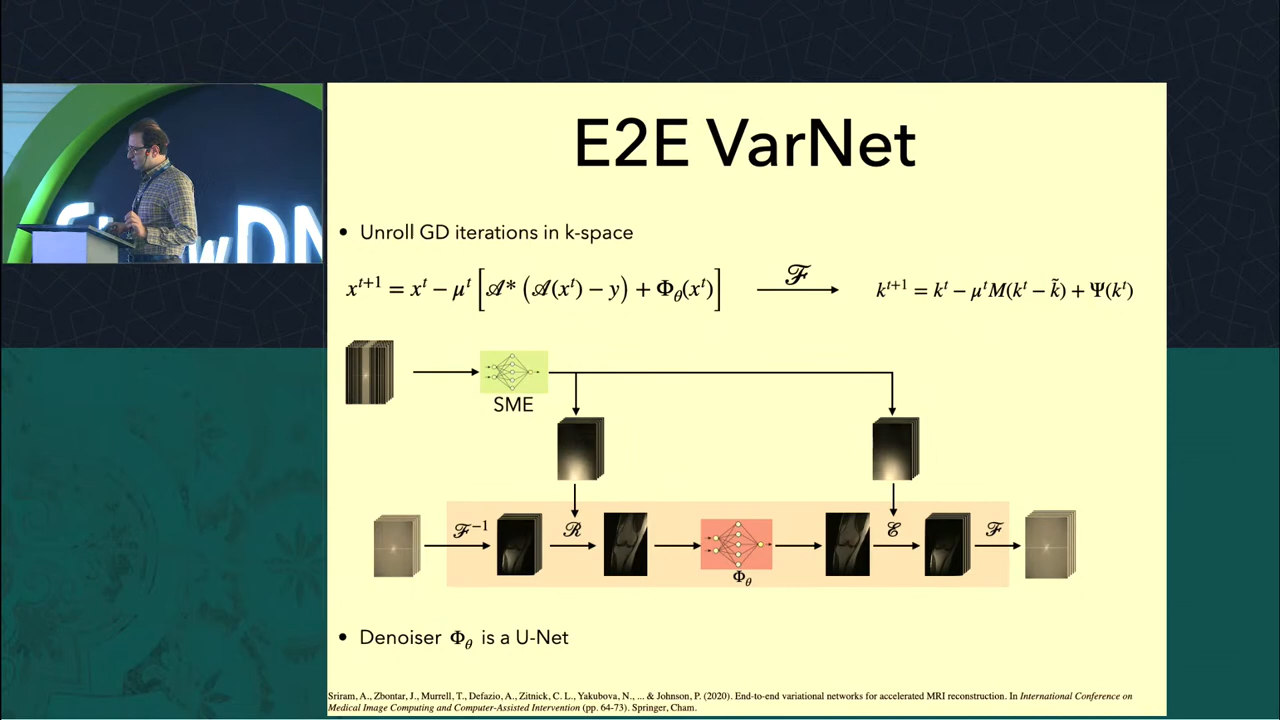 E2E VarNet
• Unroll GD iterations in k-space
x^{t+1} = x^t − μ^t [𝒜* (𝒜(x^t) − y) + Φ_θ(x^t)]
ℱ
k^{t+1} = k^t − μ^t M(k^t − k̃) + Ψ(k^t)
SME
ℱ^{−1}
ℛ
Φ_θ
ℰ
ℱ
• Denoiser Φ_θ is a U-Net
Sriram, A., Zbontar, J., Murrell, T., Defazio, A., Zitnick, C. L., Yakubova, N., ... & Johnson, P. (2020). End-to-end variational networks for accelerated MRI reconstruction. In International Conference on
Medical Image Computing and Computer-Assisted Intervention (pp. 64-73). Springer, Cham.